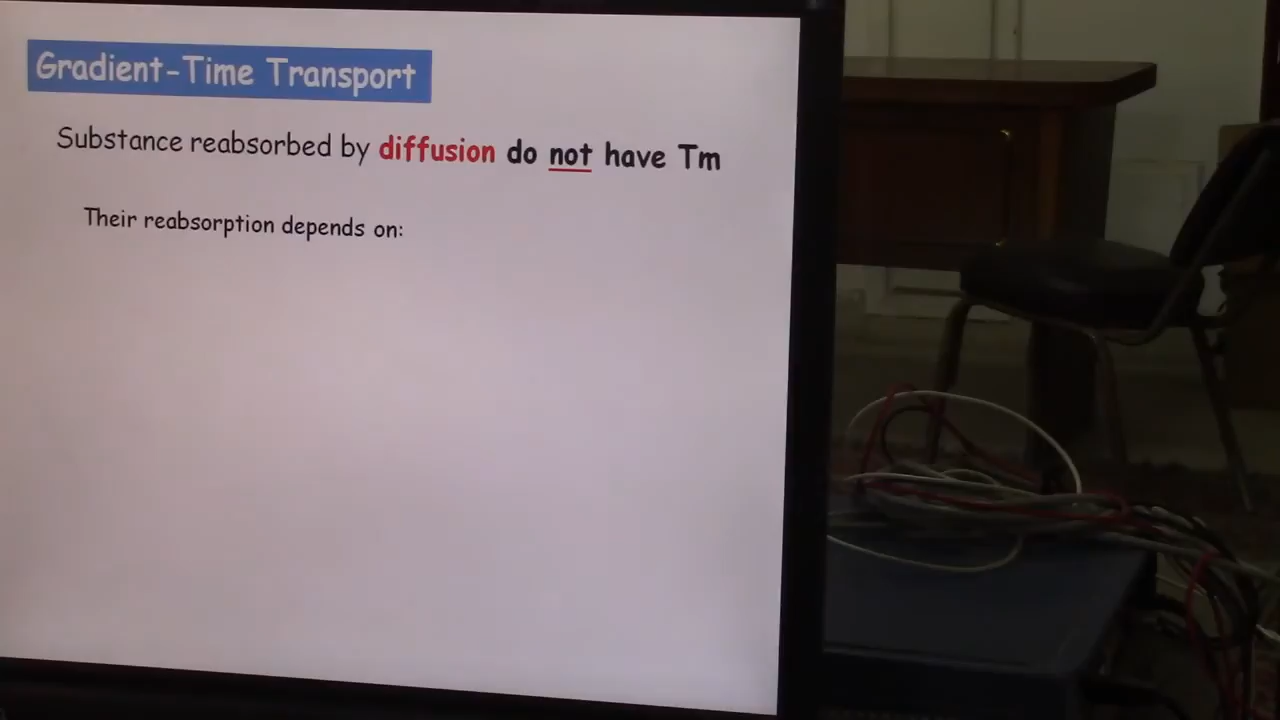 Gradient-Time Transport
Substance reabsorbed by diffusion do not have Tm
Their reabsorption depends on: